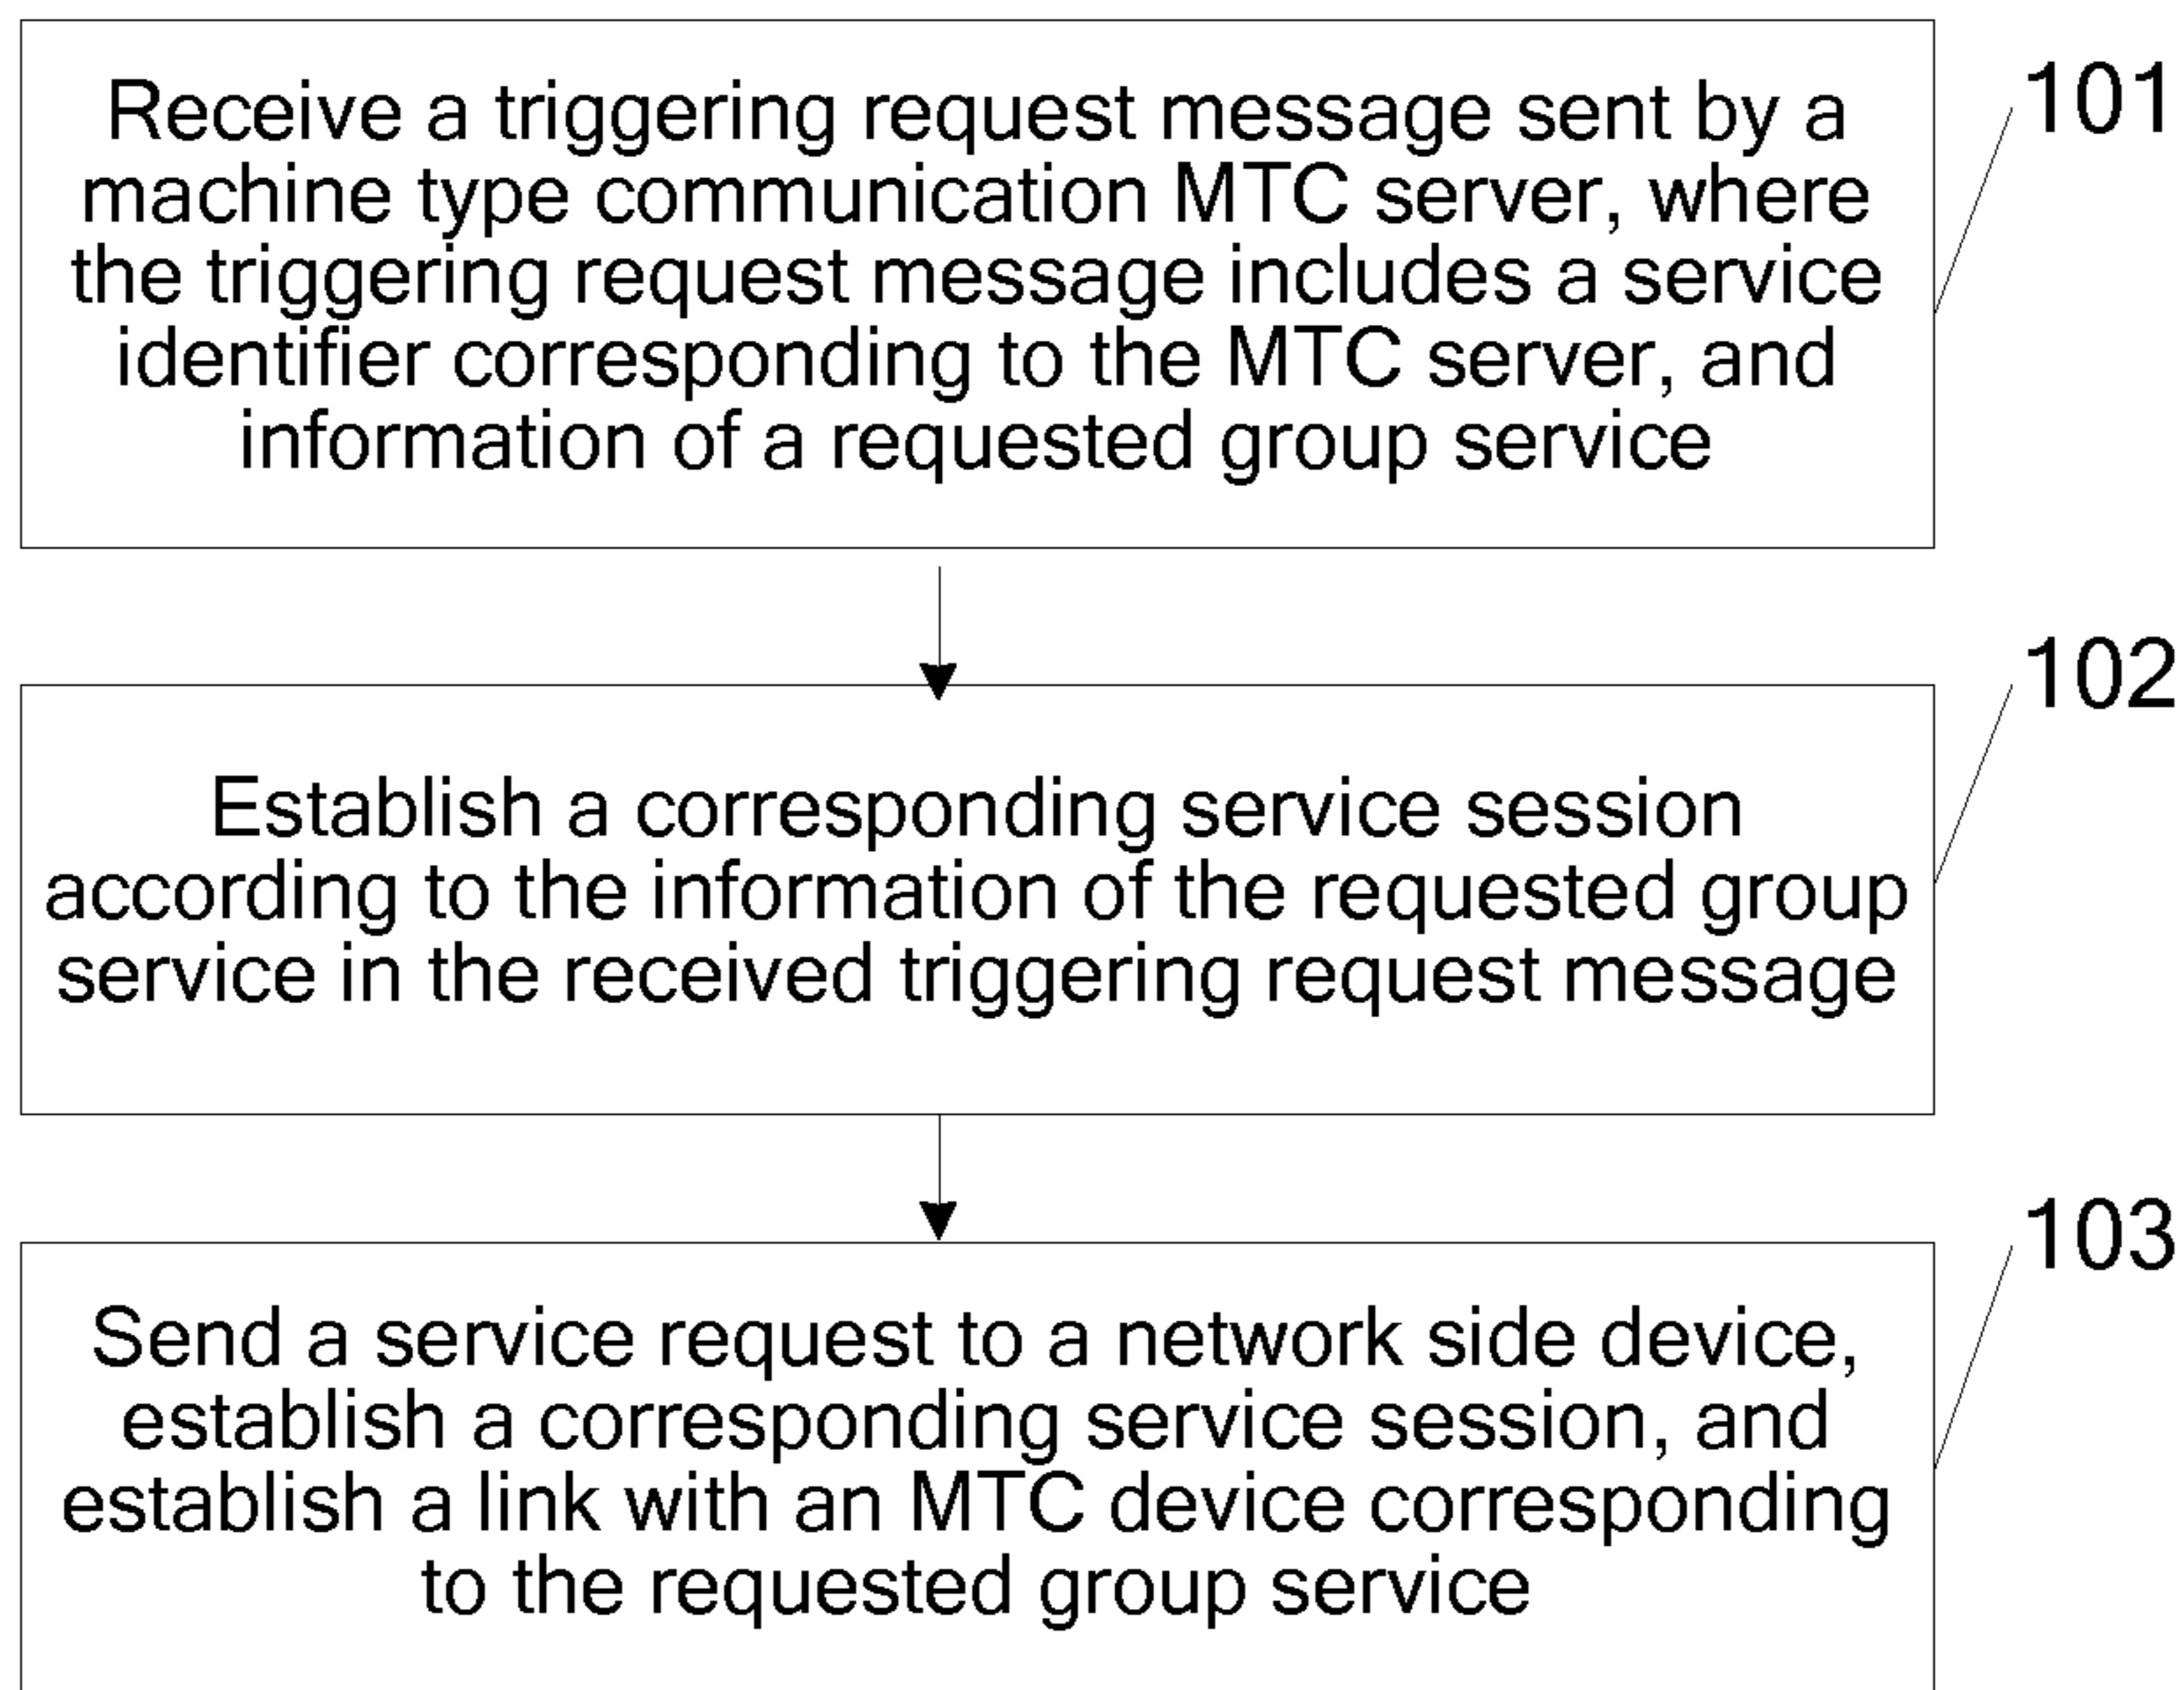 Receive a triggering request message sent by a
machine type communication MTC server, where
the triggering request message includes a service
identifier corresponding to the MTC server, and
information of a requested group service
101
Establish a corresponding service session
according to the information of the requested group
service in the received triggering request message
102
Send a service request to a network side device,
establish a corresponding service session, and
establish a link with an MTC device corresponding
to the requested group service
103